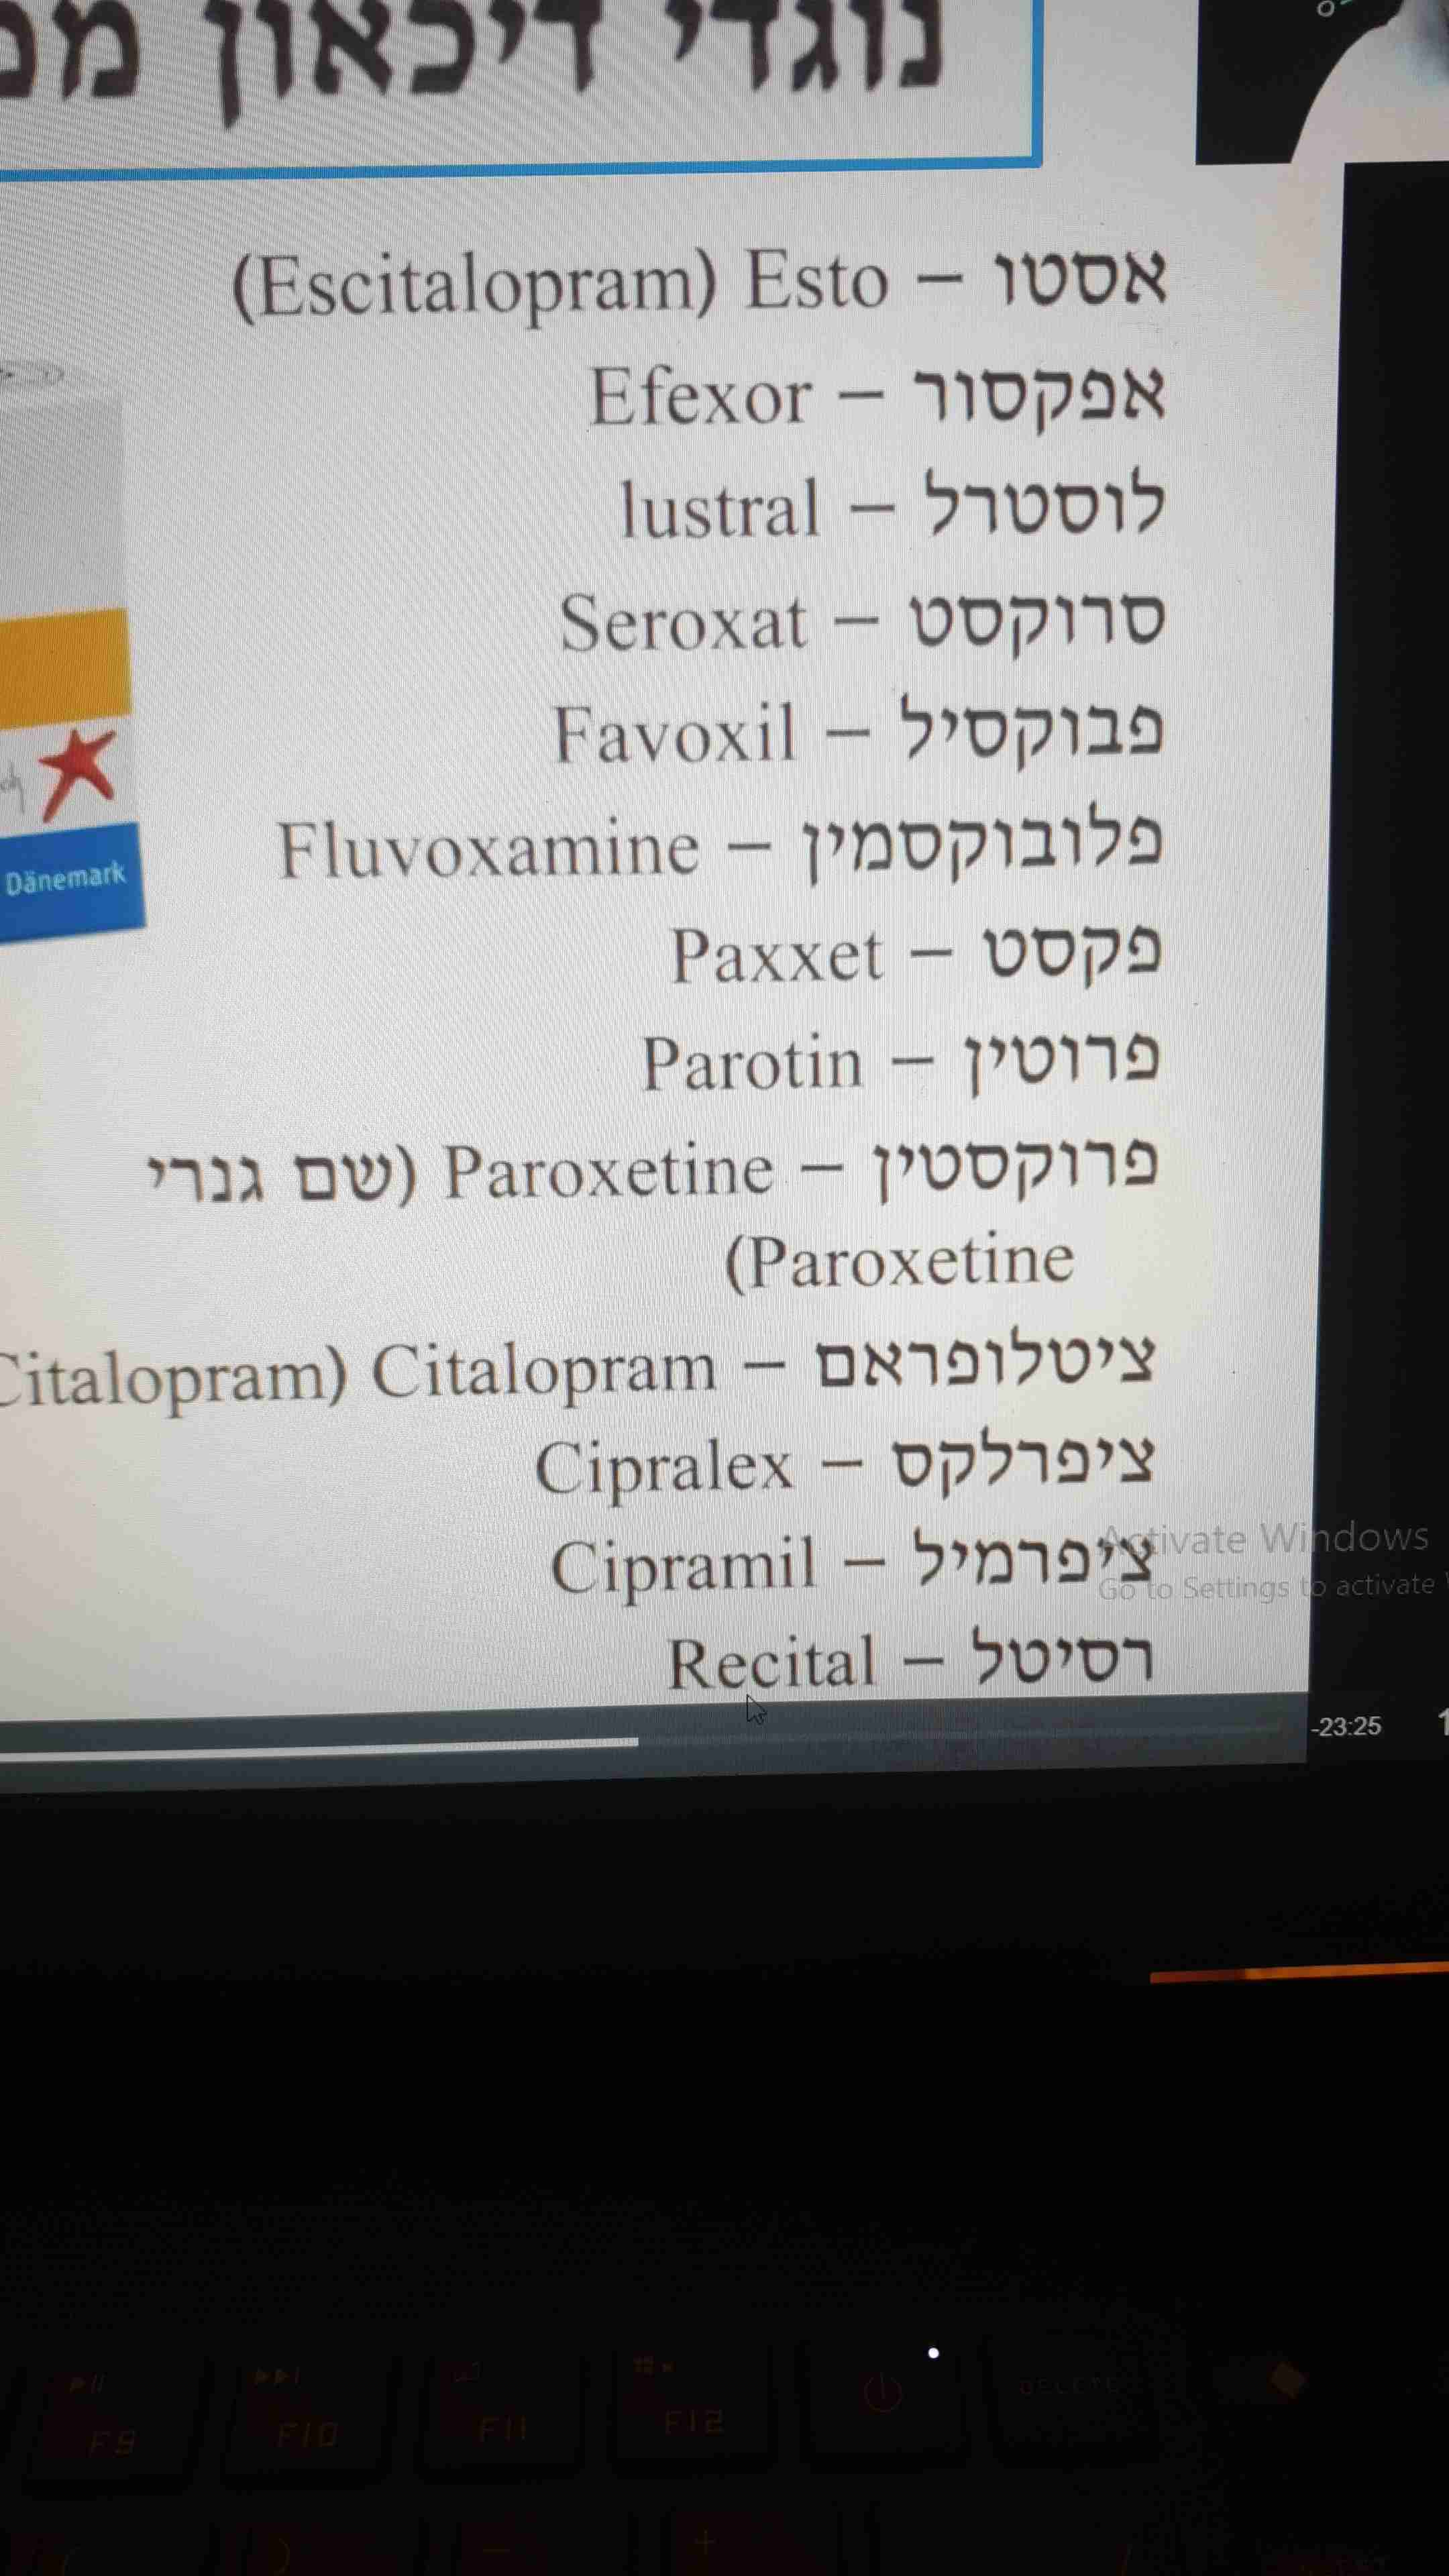 נוגדי דיכאון
אסטו – Esto (Escitalopram)
אפקסור – Efexor
לוסטרל – lustral
סרוקסט – Seroxat
פבוקסיל – Favoxil
פלובוקסמין – Fluvoxamine
Dänemark
פקסט – Paxxet
פרוטין – Parotin
פרוקסטין – Paroxetine (שם גנרי
Paroxetine)
ציטלופראם – Citalopram (Citalopram
ציפרלקס – Cipralex
ציפרמיל – Cipramil
Activate Windows
Go to Settings to activate
רסיטל – Recital
-23:25
F9
F10
F11
F12
DELETE